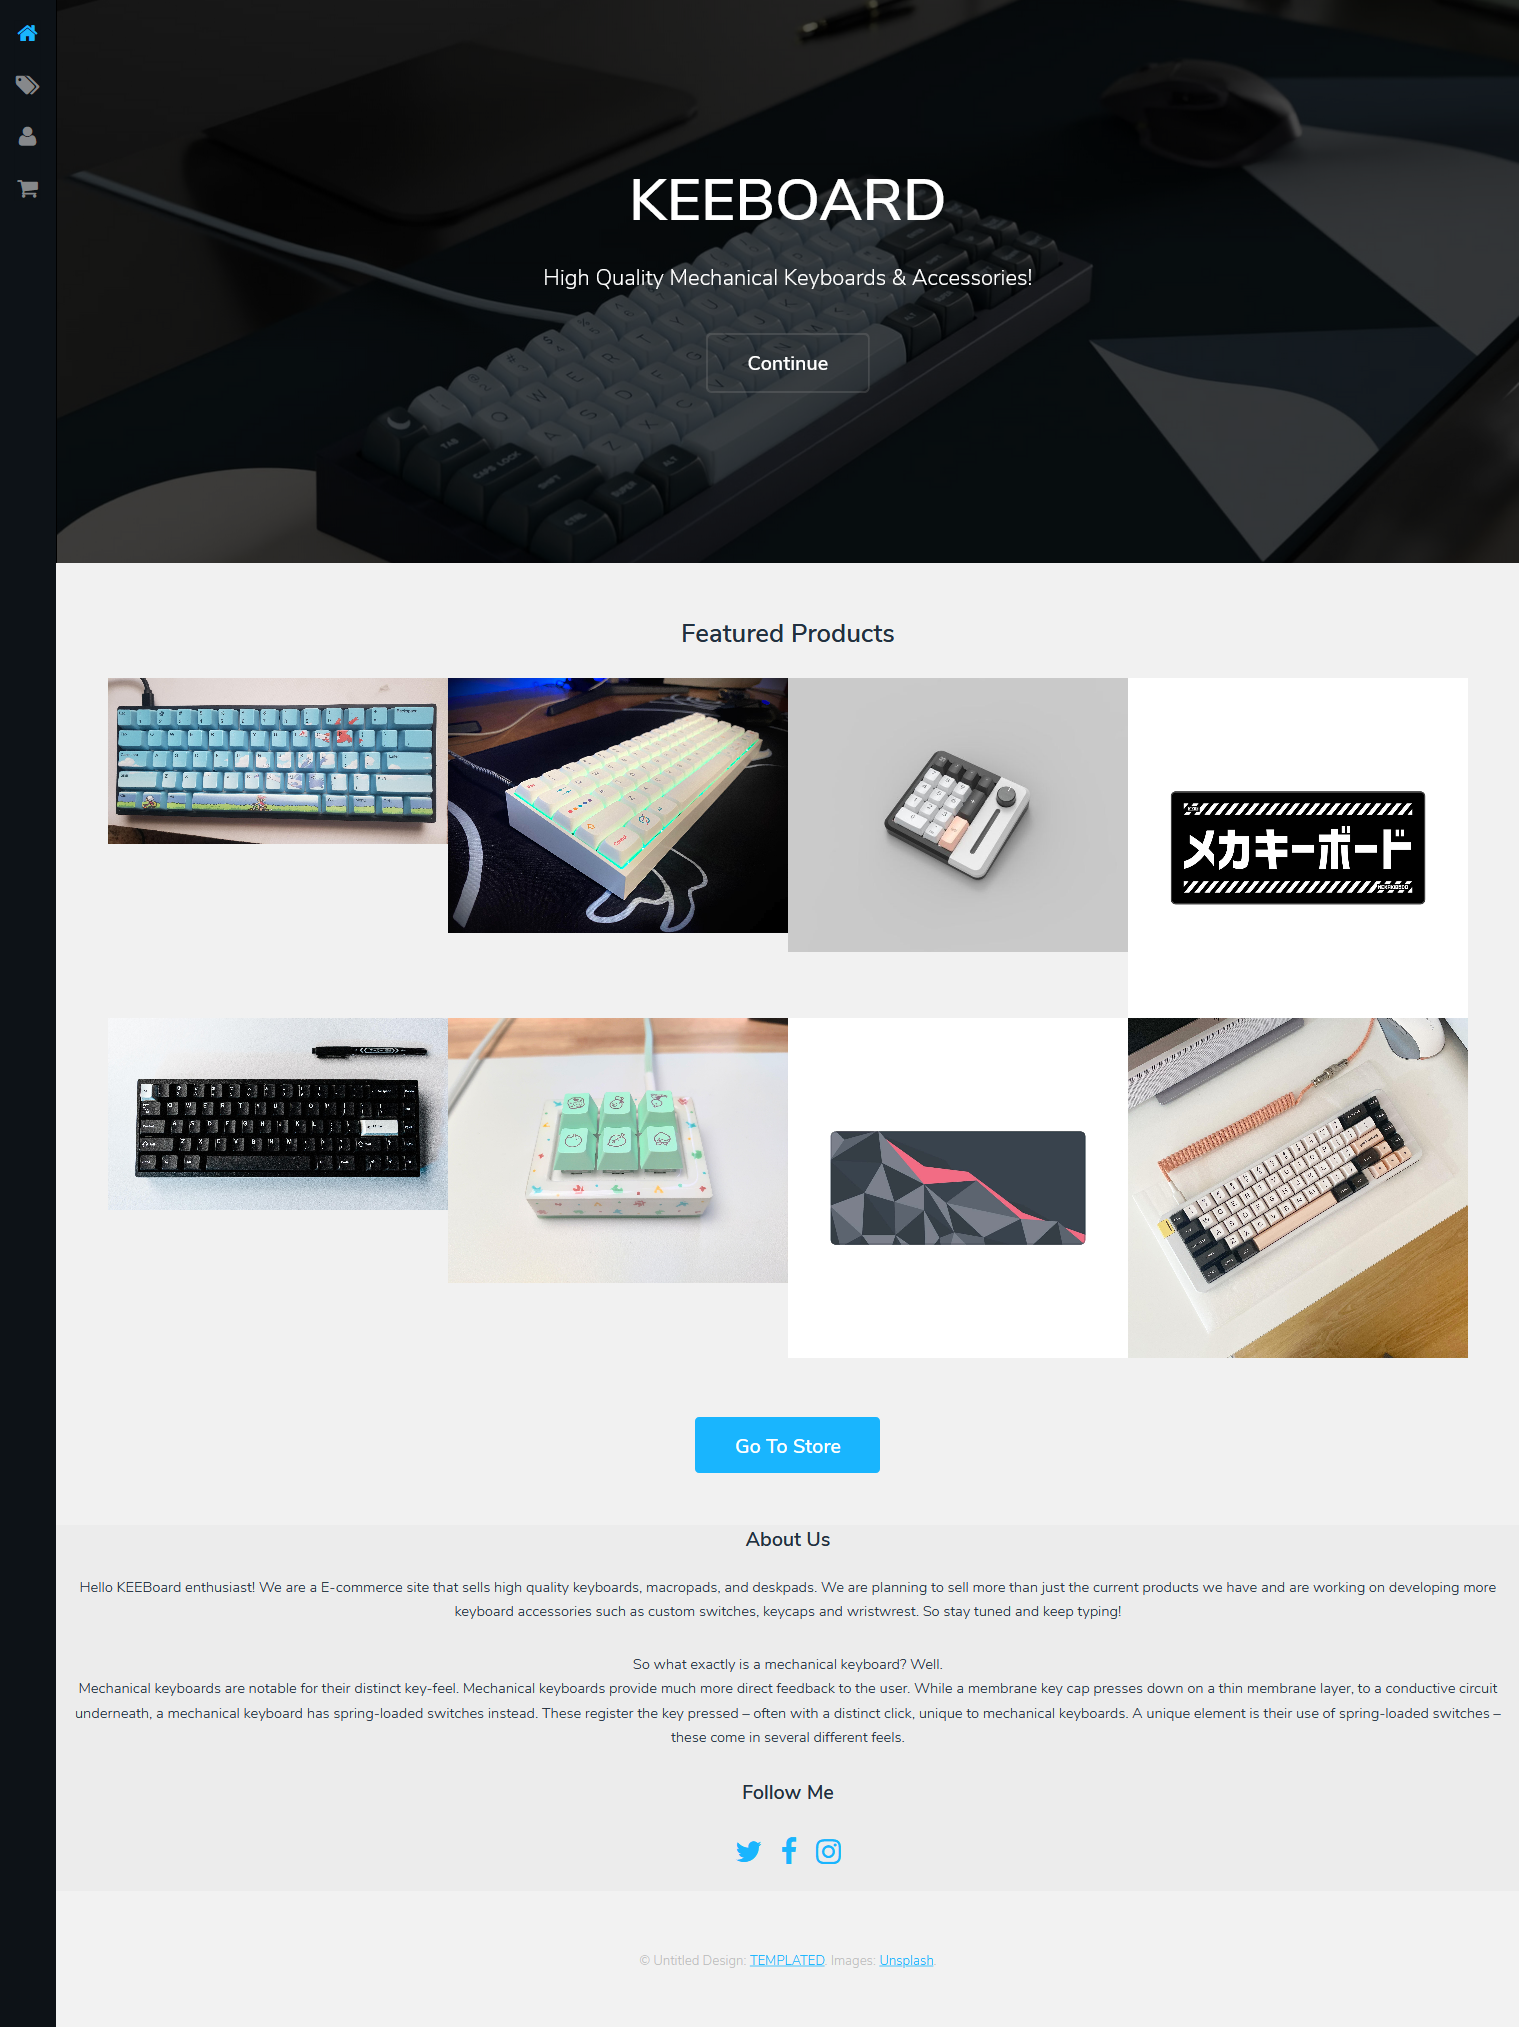 KEEBOARD
High Quality Mechanical Keyboards & Accessories!
Continue
TAB
CAPS LOCK
SHIFT
CTRL
SUPER
ALT
Featured Products
メカキーボード
Go To Store
About Us
Hello KEEBoard enthusiast! We are a E-commerce site that sells high quality keyboards, macropads, and deskpads. We are planning to sell more than just the current products we have and are working on developing more
keyboard accessories such as custom switches, keycaps and wristwrest. So stay tuned and keep typing!
So what exactly is a mechanical keyboard? Well.
Mechanical keyboards are notable for their distinct key-feel. Mechanical keyboards provide much more direct feedback to the user. While a membrane key cap presses down on a thin membrane layer, to a conductive circuit
underneath, a mechanical keyboard has spring-loaded switches instead. These register the key pressed – often with a distinct click, unique to mechanical keyboards. A unique element is their use of spring-loaded switches –
these come in several different feels.
Follow Me
© Untitled Design: TEMPLATED. Images: Unsplash.